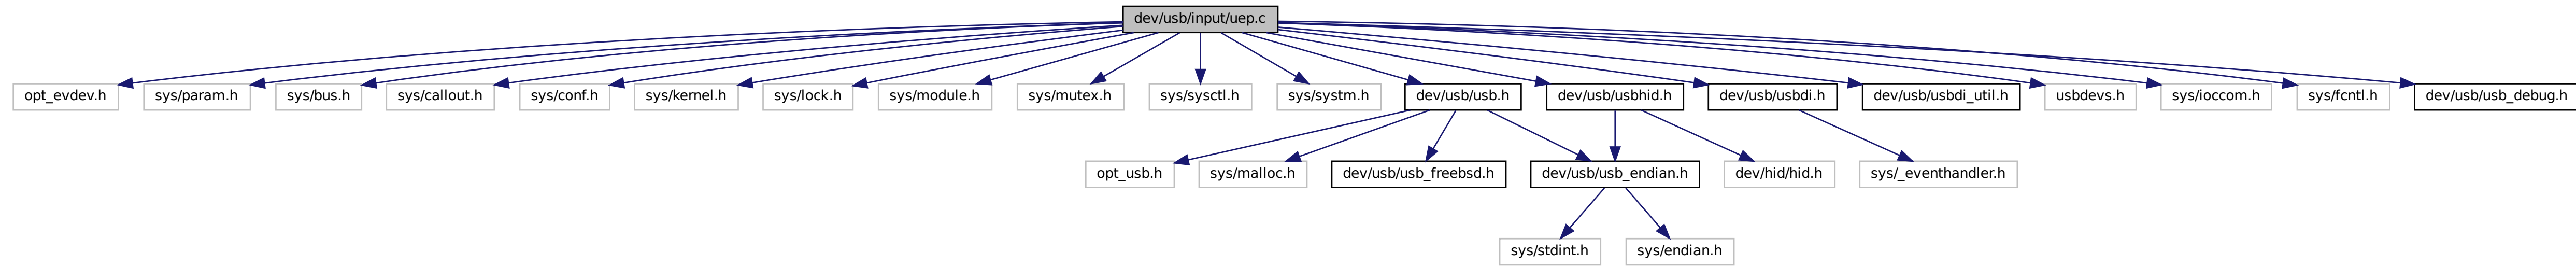 dev/usb/input/uep.c
opt_evdev.h
sys/param.h
sys/bus.h
sys/callout.h
sys/conf.h
sys/kernel.h
sys/lock.h
sys/module.h
sys/mutex.h
sys/sysctl.h
sys/systm.h
dev/usb/usb.h
dev/usb/usbhid.h
dev/usb/usbdi.h
dev/usb/usbdi_util.h
usbdevs.h
sys/ioccom.h
sys/fcntl.h
dev/usb/usb_debug.h
opt_usb.h
sys/malloc.h
dev/usb/usb_freebsd.h
dev/usb/usb_endian.h
dev/hid/hid.h
sys/_eventhandler.h
sys/stdint.h
sys/endian.h